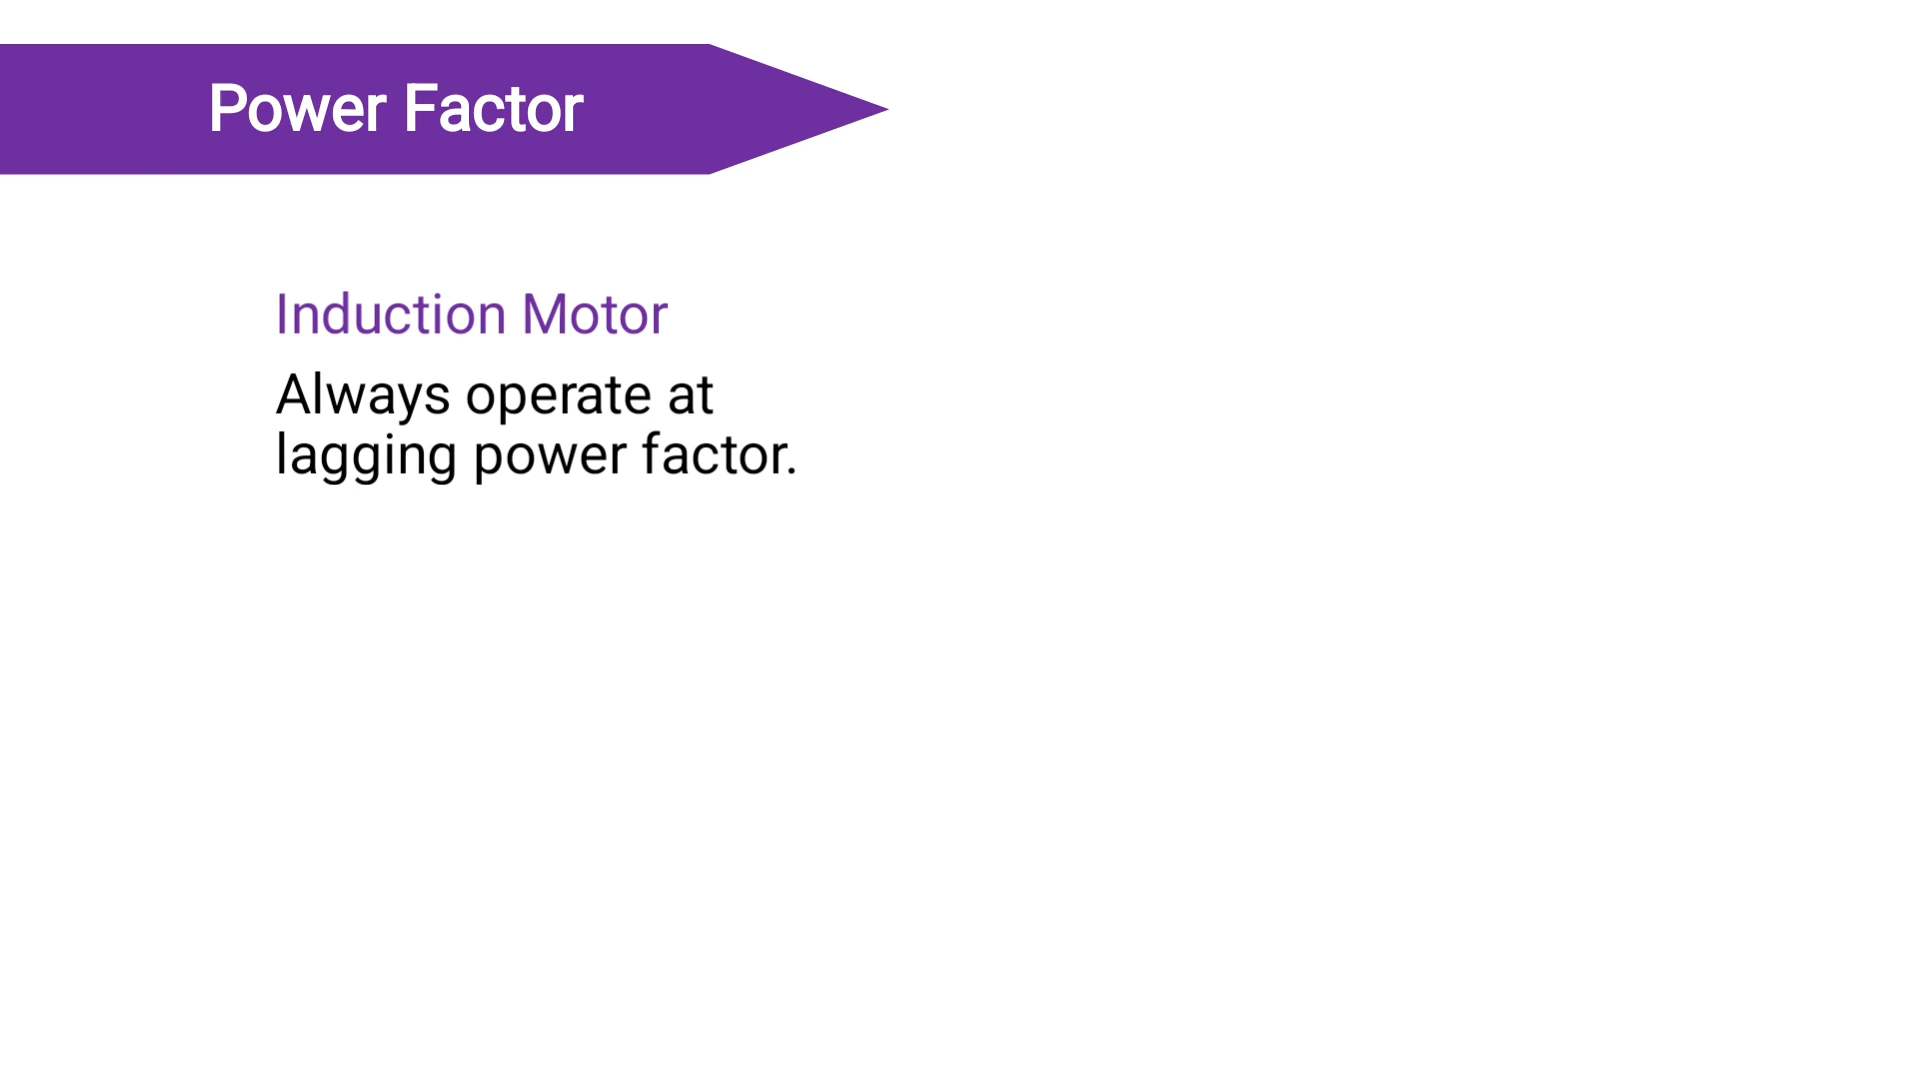 Power Factor
Induction Motor
Always operate at
lagging power factor.